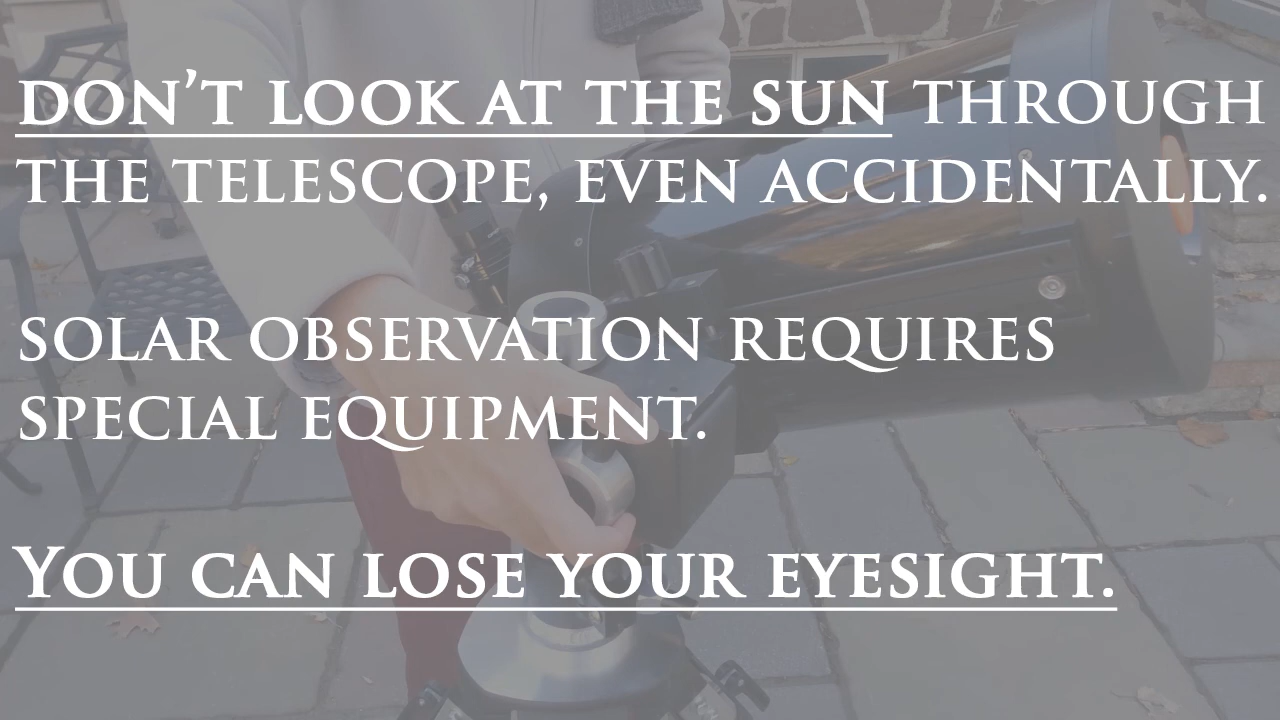 DON'T LOOK AT THE SUN THROUGH
THE TELESCOPE, EVEN ACCIDENTALLY.
SOLAR OBSERVATION REQUIRES
SPECIAL EQUIPMENT.
YOU CAN LOSE YOUR EYESIGHT.